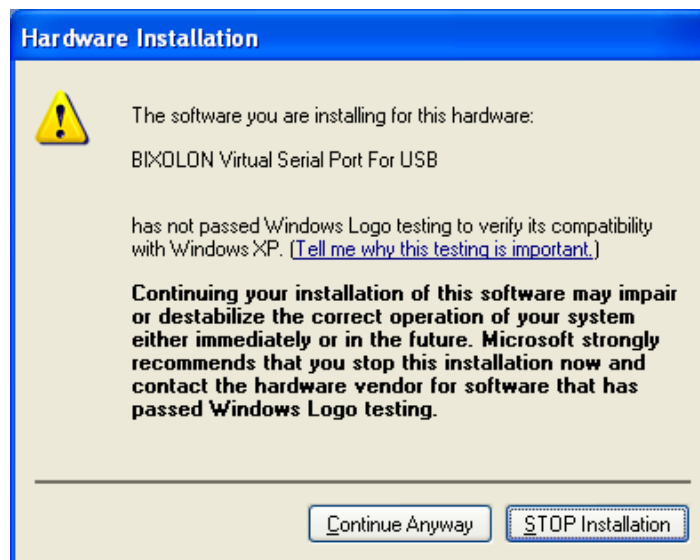 Hardware Installation
The software you are installing for this hardware:
BIXOLON Virtual Serial Port For USB
has not passed Windows Logo testing to verify its compatibility
with Windows XP. (Tell me why this testing is important.)
Continuing your installation of this software may impair
or destabilize the correct operation of your system
either immediately or in the future. Microsoft strongly
recommends that you stop this installation now and
contact the hardware vendor for software that has
passed Windows Logo testing.
Continue Anyway STOP Installation